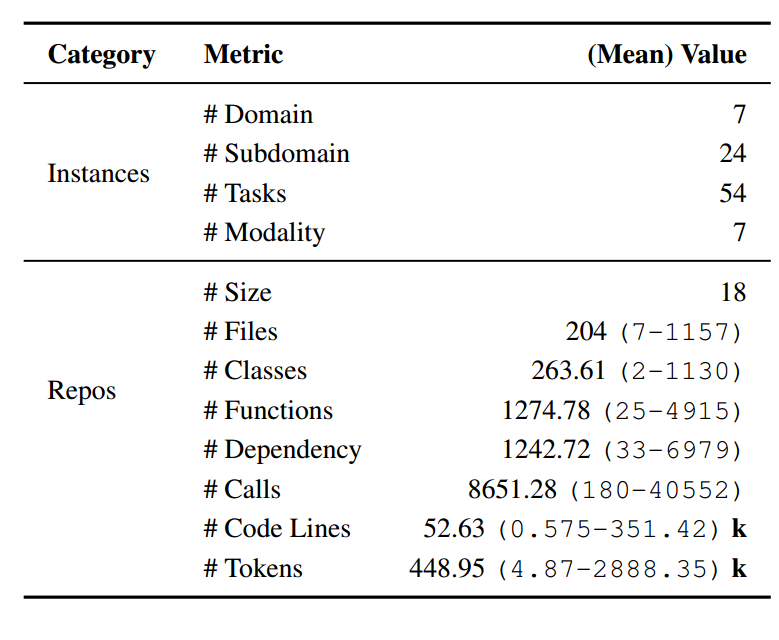 Category Metric (Mean) Value
# Domain 7
# Subdomain 24
Instances
# Tasks 54
# Modality 7
# Size 18
# Files 204 (7–1157)
# Classes 263.61 (2–1130)
Repos
# Functions 1274.78 (25–4915)
# Dependency 1242.72 (33–6979)
# Calls 8651.28 (180–40552)
# Code Lines 52.63 (0.575–351.42) k
# Tokens 448.95 (4.87–2888.35) k